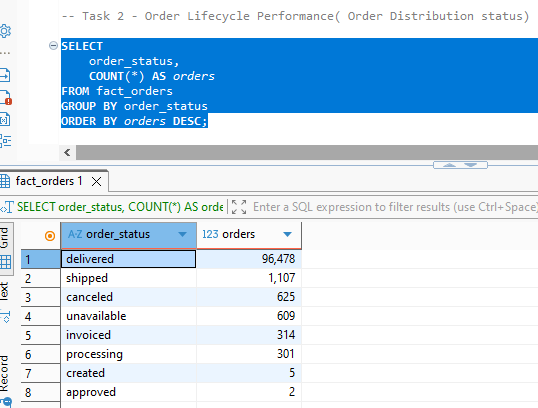 -- Task 2 - Order Lifecycle Performance( Order Distribution status)
SELECT
order_status,
COUNT(*) AS orders
FROM fact_orders
GROUP BY order_status
ORDER BY orders DESC;
fact_orders 1
SELECT order_status, COUNT(*) AS orde
Enter a SQL expression to filter results (use Ctrl+Space)
Grid
Text
Record
A-Z order_status 123 orders
1 delivered 96,478
2 shipped 1,107
3 canceled 625
4 unavailable 609
5 invoiced 314
6 processing 301
7 created 5
8 approved 2